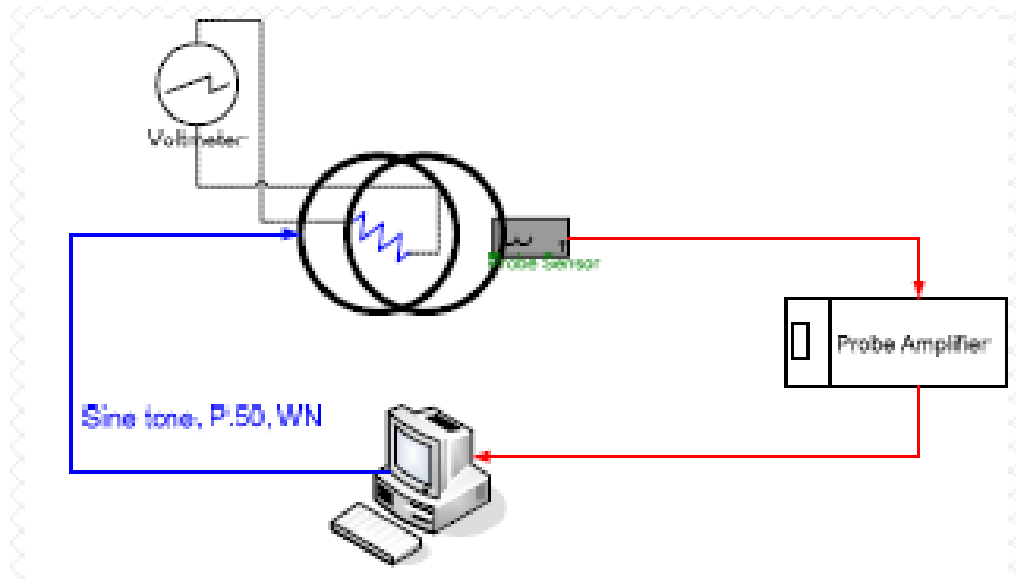 Voltmeter
Probe Sensor
Probe Amplifier
Sine tone, P.50, WN